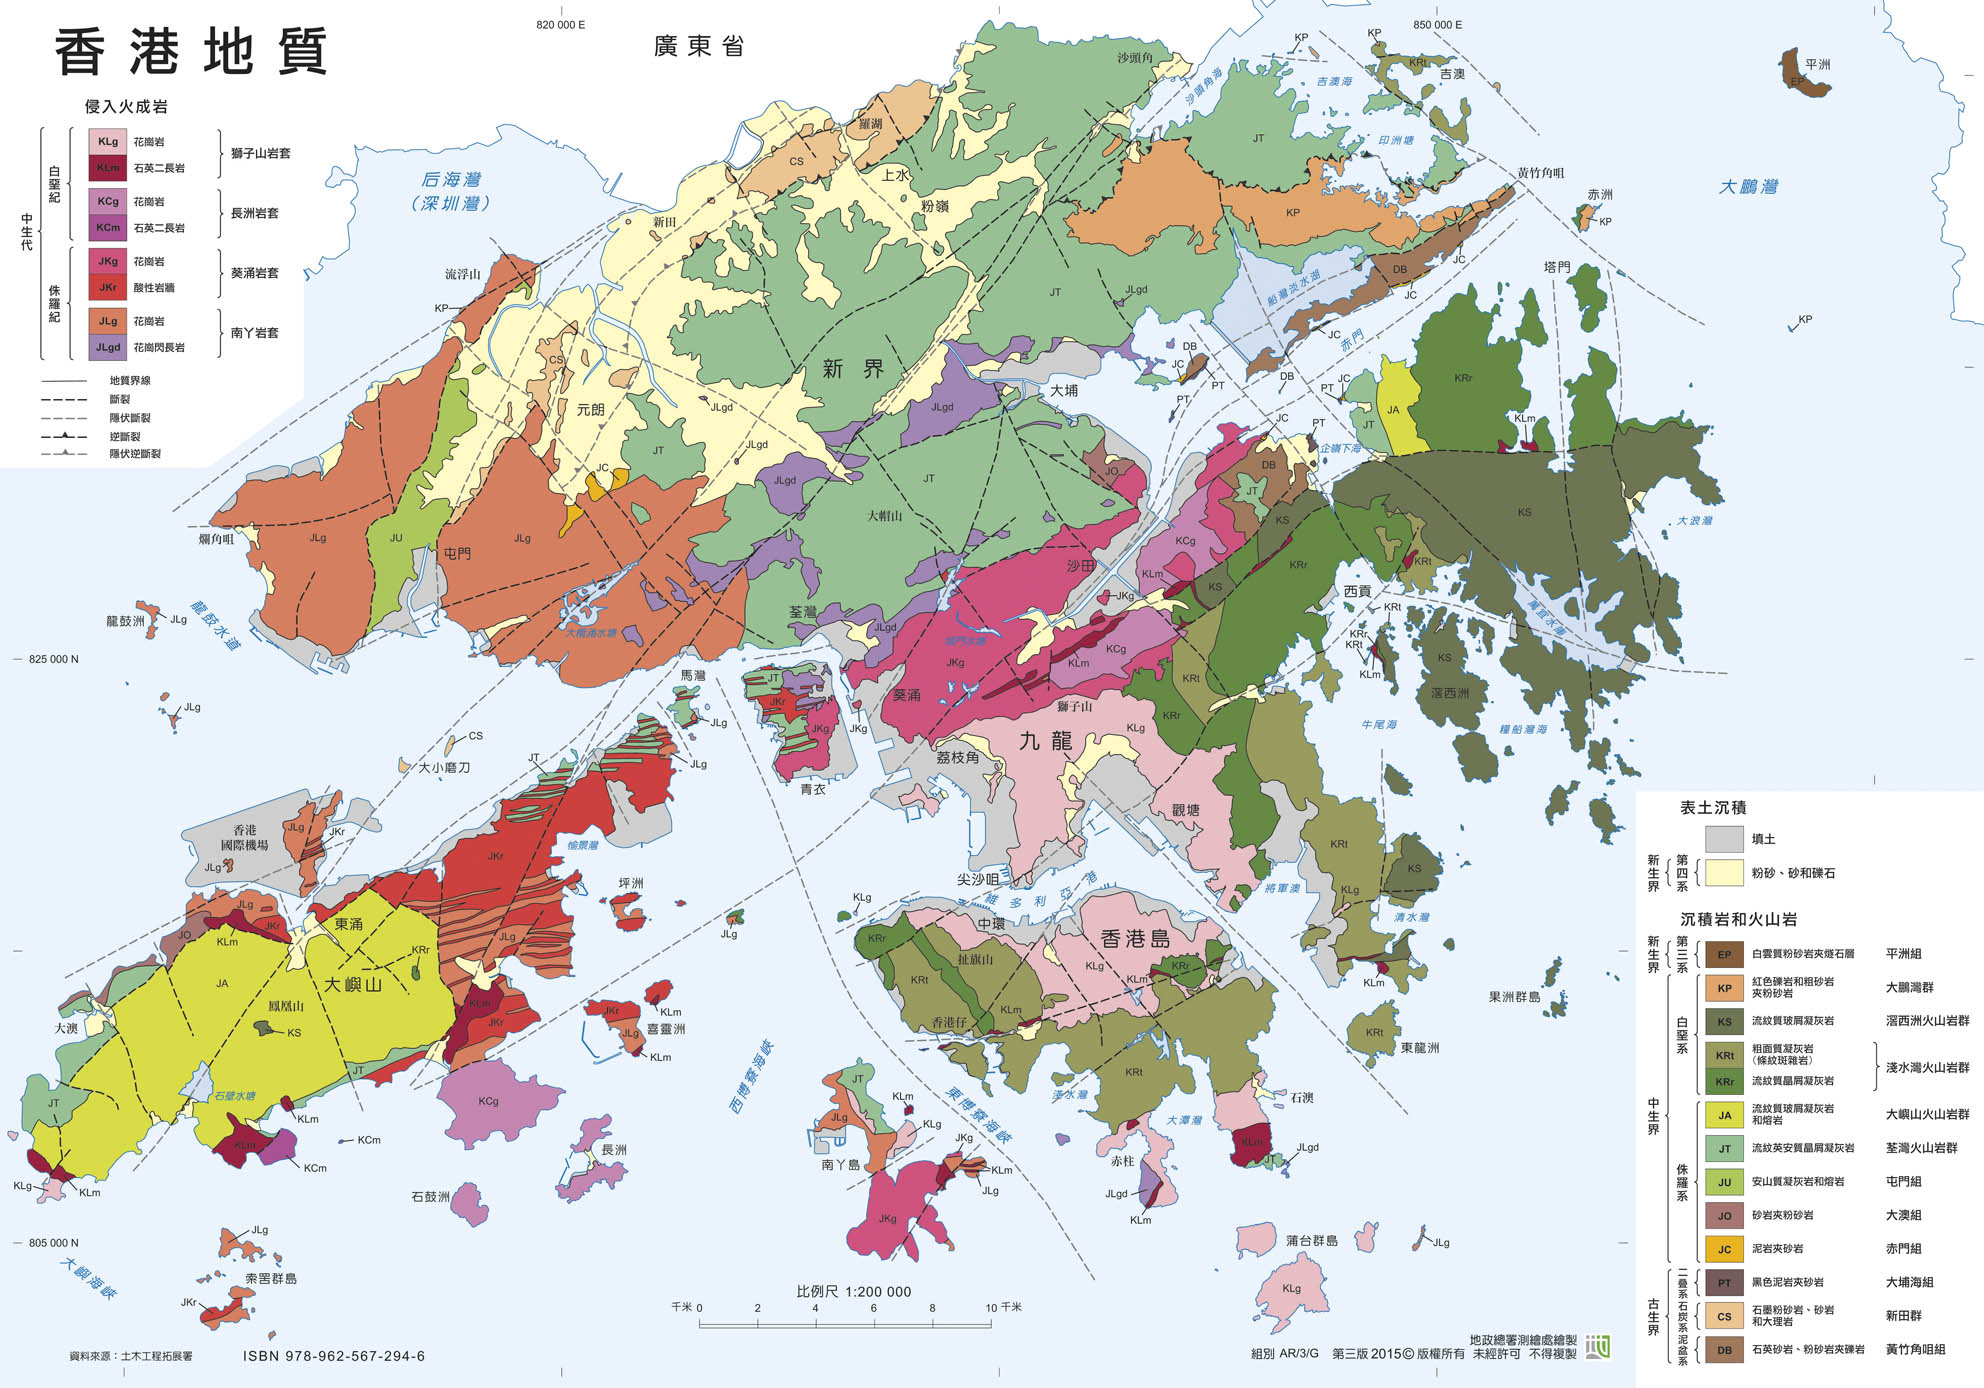 香港地質
820 000 E
850 000 E
廣東省
侵入火成岩
中生代
白堊紀
侏羅紀
KLg 花崗岩
KLm 石英二長岩
獅子山岩套
KCg 花崗岩
KCm 石英二長岩
長洲岩套
JKg 花崗岩
JKr 酸性岩牆
葵涌岩套
JLg 花崗岩
JLgd 花崗閃長岩
南丫岩套
地質界線
斷裂
隱伏斷裂
逆斷裂
隱伏逆斷裂
后海灣
(深圳灣)
沙頭角
沙頭角海
吉澳海
吉澳
印洲塘
平洲
EP
大鵬灣
黃竹角咀
赤洲
塔門
羅湖
上水
粉嶺
新田
流浮山
新界
元朗
大埔
船灣淡水湖
赤門
企嶺下海
大浪灣
大帽山
屯門
爛角咀
龍鼓洲
龍鼓水道
大欖涌水塘
荃灣
沙田
城門水塘
西貢
萬宜水庫
滘西洲
糧船灣海
牛尾海
825 000 N
馬灣
青衣
葵涌
荔枝角
獅子山
九龍
觀塘
將軍澳
尖沙咀
維多利亞港
中環
香港島
扯旗山
香港仔
清水灣
果洲群島
東龍洲
石澳
大潭灣
淺水灣
赤柱
蒲台群島
東博寮海峽
西博寮海峽
南丫島
大小磨刀
香港
國際機場
愉景灣
坪洲
東涌
大嶼山
鳳凰山
大澳
石壁水塘
喜靈洲
長洲
石鼓洲
索罟群島
大嶼海峽
805 000 N
KP
KRt
JT
CS
DB
JC
JLgd
PT
JA
KRr
KLm
KS
JO
JU
JLg
KCg
JKg
KLg
JKr
KCm
表土沉積
新生界
第四系
填土
粉砂、砂和礫石
沉積岩和火山岩
新生界
第三系
EP 白雲質粉砂岩夾燧石層 平洲組
中生界
白堊系
KP 紅色礫岩和粗砂岩
夾粉砂岩 大鵬灣群
KS 流紋質玻屑凝灰岩 滘西洲火山岩群
KRt 粗面質凝灰岩
(條紋斑雜岩)
KRr 流紋質晶屑凝灰岩
淺水灣火山岩群
侏羅系
JA 流紋質玻屑凝灰岩
和熔岩 大嶼山火山岩群
JT 流紋英安質晶屑凝灰岩 荃灣火山岩群
JU 安山質凝灰岩和熔岩 屯門組
JO 砂岩夾粉砂岩 大澳組
JC 泥岩夾砂岩 赤門組
古生界
二疊系
PT 黑色泥岩夾砂岩 大埔海組
石炭系
CS 石墨粉砂岩、砂岩
和大理岩 新田群
泥盆系
DB 石英砂岩、粉砂岩夾礫岩 黃竹角咀組
比例尺 1:200 000
千米 0 2 4 6 8 10 千米
資料來源：土木工程拓展署
ISBN 978-962-567-294-6
地政總署測繪處繪製
組別 AR/3/G 第三版 2015 © 版權所有 未經許可 不得複製